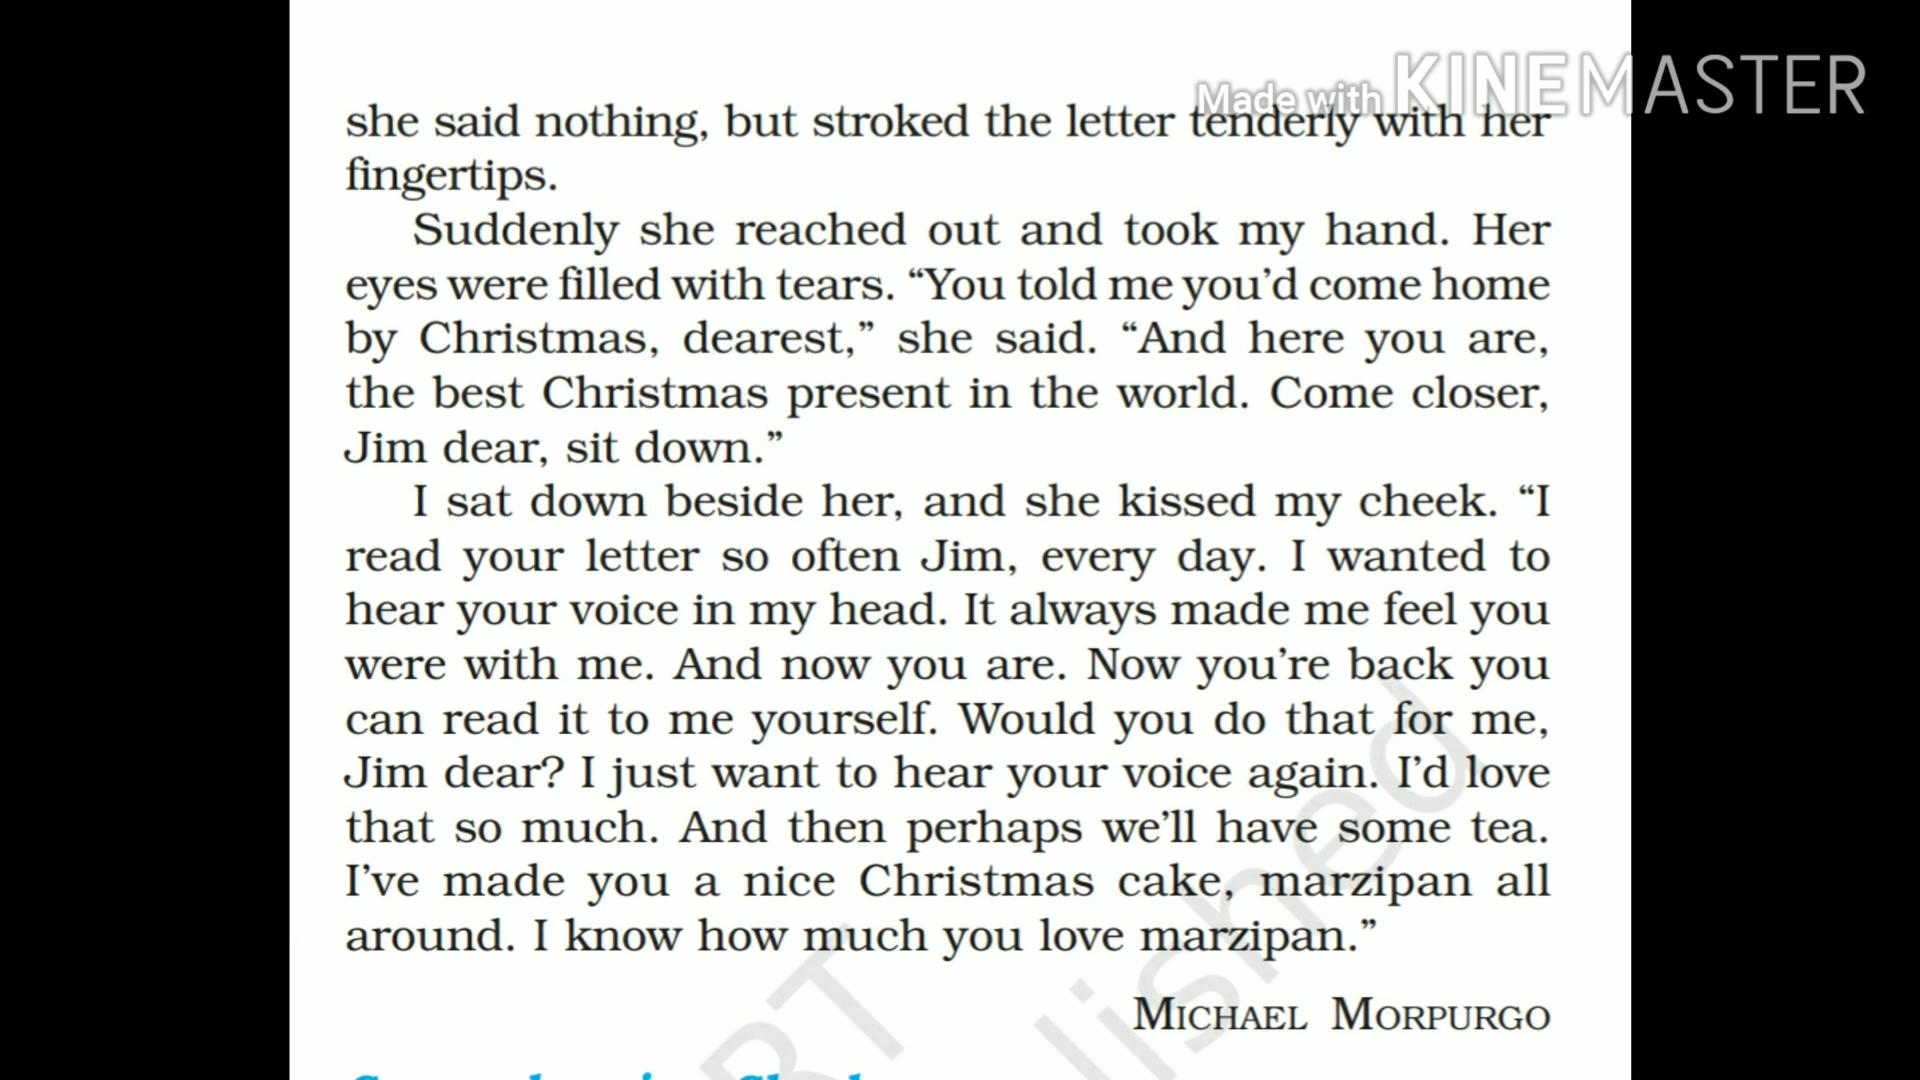 Made with KINEMASTER
she said nothing, but stroked the letter tenderly with her
fingertips.
Suddenly she reached out and took my hand. Her
eyes were filled with tears. “You told me you’d come home
by Christmas, dearest,” she said. “And here you are,
the best Christmas present in the world. Come closer,
Jim dear, sit down.”
I sat down beside her, and she kissed my cheek. “I
read your letter so often Jim, every day. I wanted to
hear your voice in my head. It always made me feel you
were with me. And now you are. Now you’re back you
can read it to me yourself. Would you do that for me,
Jim dear? I just want to hear your voice again. I’d love
that so much. And then perhaps we’ll have some tea.
I’ve made you a nice Christmas cake, marzipan all
around. I know how much you love marzipan.”
MICHAEL MORPURGO